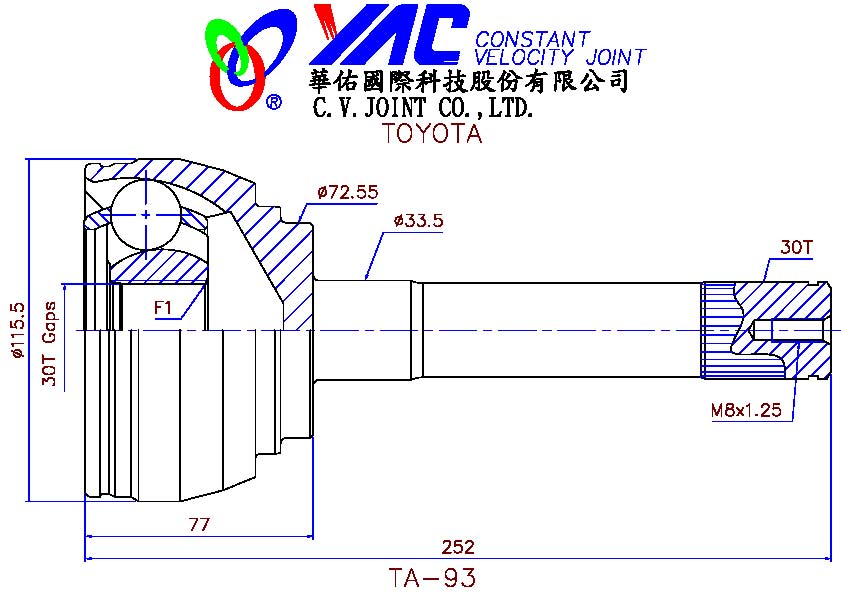 YAC CONSTANT
VELOCITY JOINT
®
華佑國際科技股份有限公司
C.V.JOINT CO.,LTD.
TOYOTA
ø72.55
ø33.5
30T
F1
ø115.5
30T Gaps
M8x1.25
77
252
TA-93